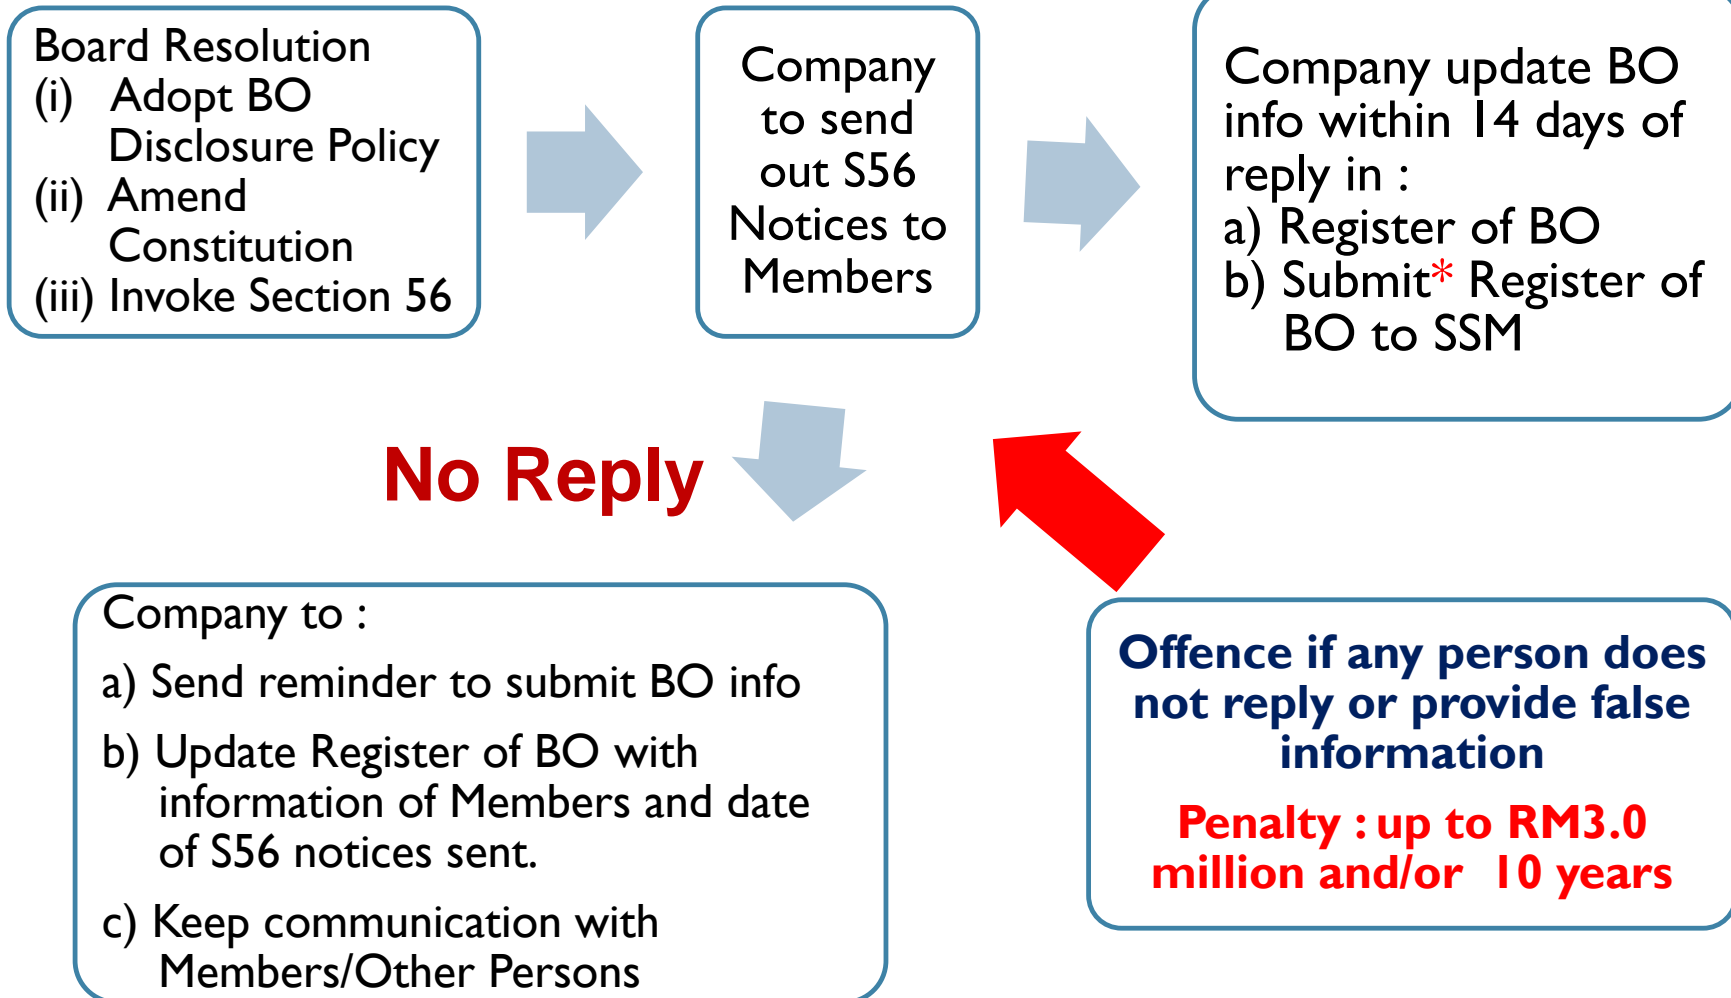 Board Resolution
(i) Adopt BO
Disclosure Policy
(ii) Amend
Constitution
(iii) Invoke Section 56
Company
to send
out S56
Notices to
Members
Company update BO
info within 14 days of
reply in :
a) Register of BO
b) Submit* Register of
BO to SSM
No Reply
Company to :
a) Send reminder to submit BO info
b) Update Register of BO with
information of Members and date
of S56 notices sent.
c) Keep communication with
Members/Other Persons
Offence if any person does
not reply or provide false
information
Penalty : up to RM3.0
million and/or 10 years